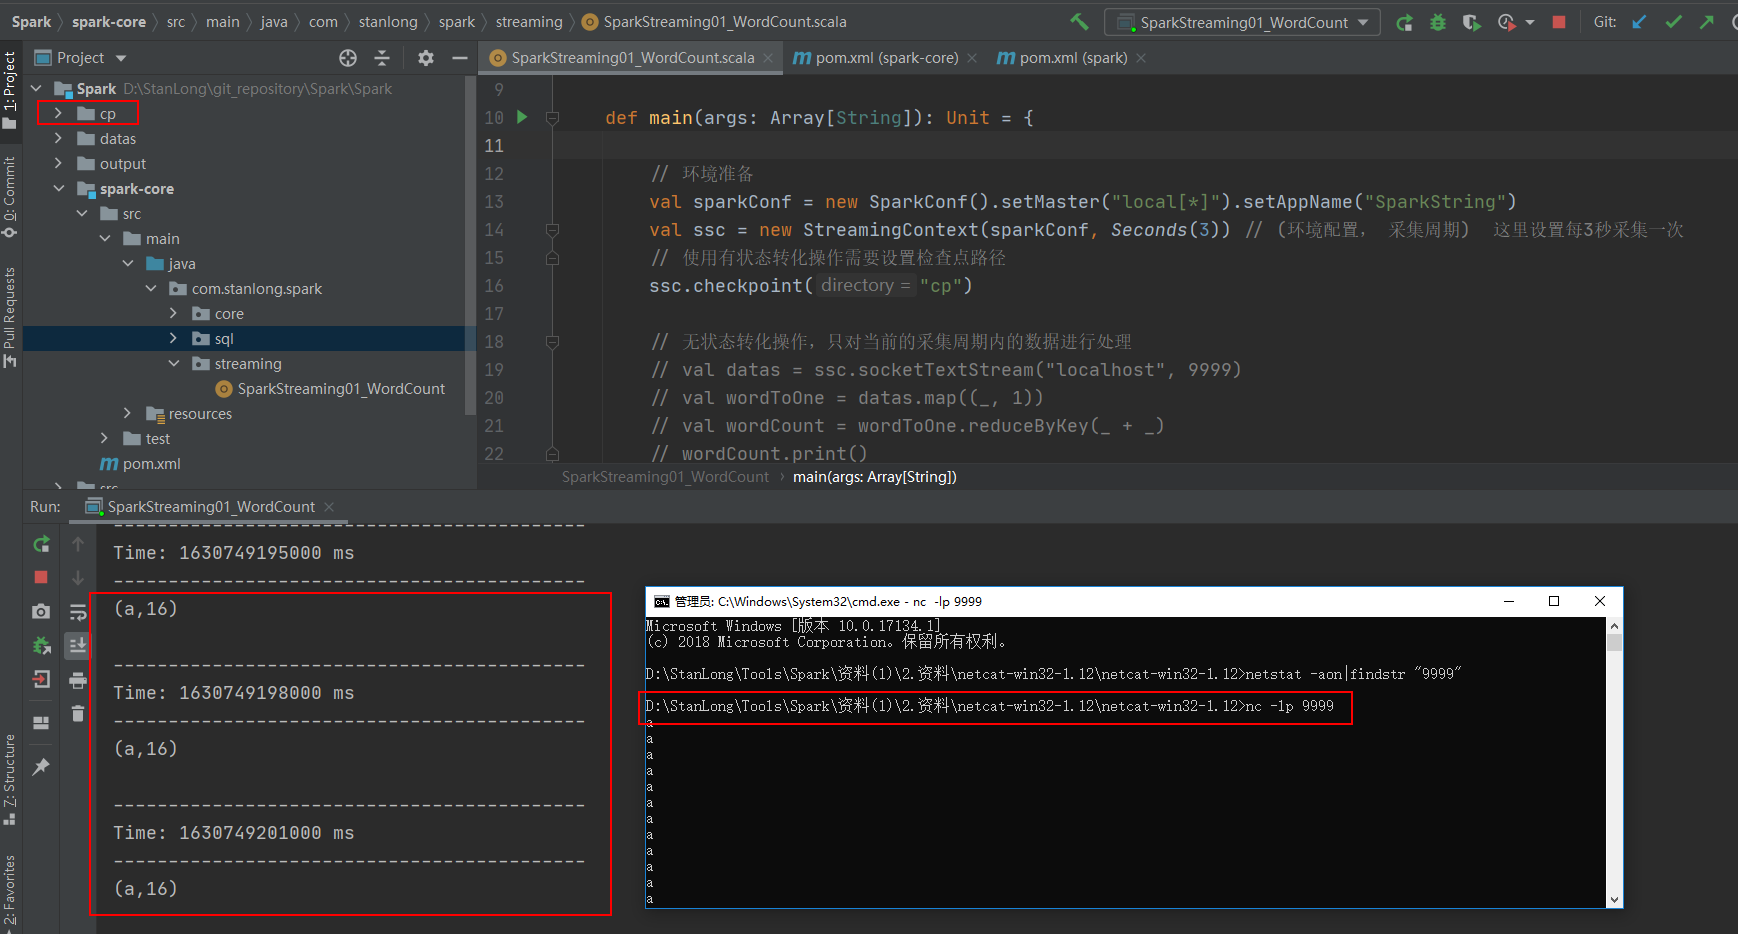 Spark spark-core src main java com stanlong spark streaming SparkStreaming01_WordCount.scala
SparkStreaming01_WordCount
Git:
1: Project
0: Commit
Pull Requests
7: Structure
2: Favorites
Project
Spark D:\StanLong\git_repository\Spark\Spark
cp
datas
output
spark-core
src
main
java
com.stanlong.spark
core
sql
streaming
SparkStreaming01_WordCount
resources
test
pom.xml
src
SparkStreaming01_WordCount.scala
pom.xml (spark-core)
pom.xml (spark)
9
10 def main(args: Array[String]): Unit = {
11
12 // 环境准备
13 val sparkConf = new SparkConf().setMaster("local[*]").setAppName("SparkString")
14 val ssc = new StreamingContext(sparkConf, Seconds(3)) // (环境配置, 采集周期) 这里设置每3秒采集一次
15 // 使用有状态转化操作需要设置检查点路径
16 ssc.checkpoint( directory = "cp")
17
18 // 无状态转化操作，只对当前的采集周期内的数据进行处理
19 // val datas = ssc.socketTextStream("localhost", 9999)
20 // val wordToOne = datas.map((_, 1))
21 // val wordCount = wordToOne.reduceByKey(_ + _)
22 // wordCount.print()
SparkStreaming01_WordCount › main(args: Array[String])
Run: SparkStreaming01_WordCount
-------------------------------------------
Time: 1630749195000 ms
-------------------------------------------
(a,16)
-------------------------------------------
Time: 1630749198000 ms
-------------------------------------------
(a,16)
-------------------------------------------
Time: 1630749201000 ms
-------------------------------------------
(a,16)
管理员: C:\Windows\System32\cmd.exe - nc -lp 9999
Microsoft Windows [版本 10.0.17134.1]
(c) 2018 Microsoft Corporation。保留所有权利。
D:\StanLong\Tools\Spark\资料(1)\2.资料\netcat-win32-1.12\netcat-win32-1.12>netstat -aon|findstr "9999"
D:\StanLong\Tools\Spark\资料(1)\2.资料\netcat-win32-1.12\netcat-win32-1.12>nc -lp 9999
a
a
a
a
a
a
a
a
a
a
a
a